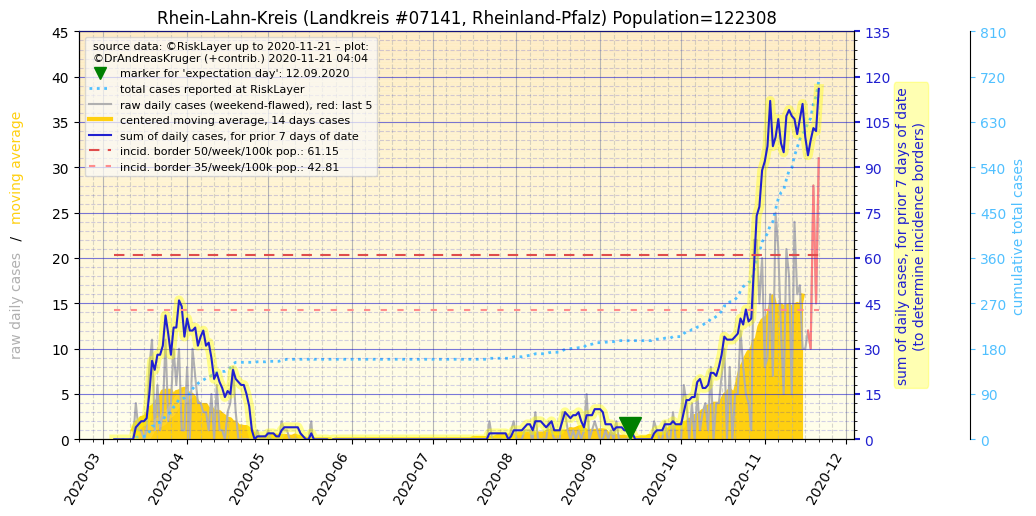 Rhein-Lahn-Kreis (Landkreis #07141, Rheinland-Pfalz) Population=122308
source data: ©RiskLayer up to 2020-11-21 – plot:
©DrAndreasKruger (+contrib.) 2020-11-21 04:04
marker for 'expectation day': 12.09.2020
total cases reported at RiskLayer
raw daily cases (weekend-flawed), red: last 5
centered moving average, 14 days cases
sum of daily cases, for prior 7 days of date
incid. border 50/week/100k pop.: 61.15
incid. border 35/week/100k pop.: 42.81
raw daily cases / moving average
45
40
35
30
25
20
15
10
5
0
2020-03
2020-04
2020-05
2020-06
2020-07
2020-08
2020-09
2020-10
2020-11
2020-12
135
120
105
90
75
60
45
30
15
0
sum of daily cases, for prior 7 days of date
(to determine incidence borders)
810
720
630
540
450
360
270
180
90
0
cumulative total cases